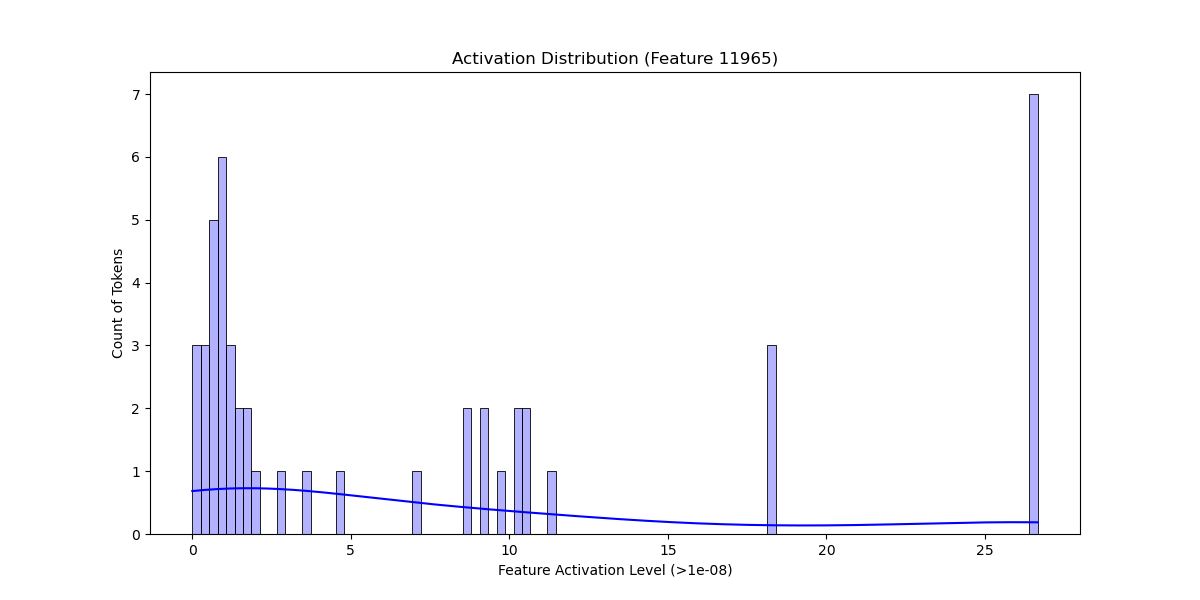 Activation Distribution (Feature 11965)
7
6
5
4
3
2
1
0
Count of Tokens
0 5 10 15 20 25
Feature Activation Level (>1e-08)